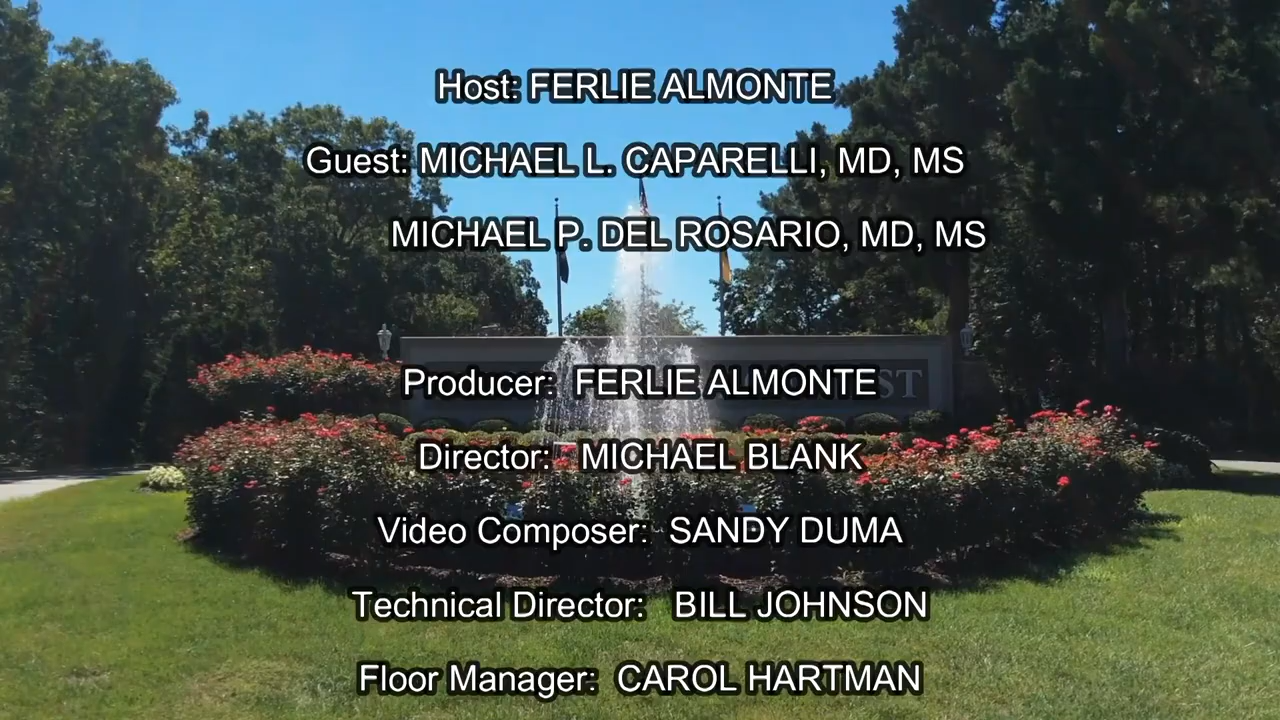 Host: FERLIE ALMONTE
Guest: MICHAEL L. CAPARELLI, MD, MS
MICHAEL P. DEL ROSARIO, MD, MS
Producer: FERLIE ALMONTE
Director: MICHAEL BLANK
Video Composer: SANDY DUMA
Technical Director: BILL JOHNSON
Floor Manager: CAROL HARTMAN